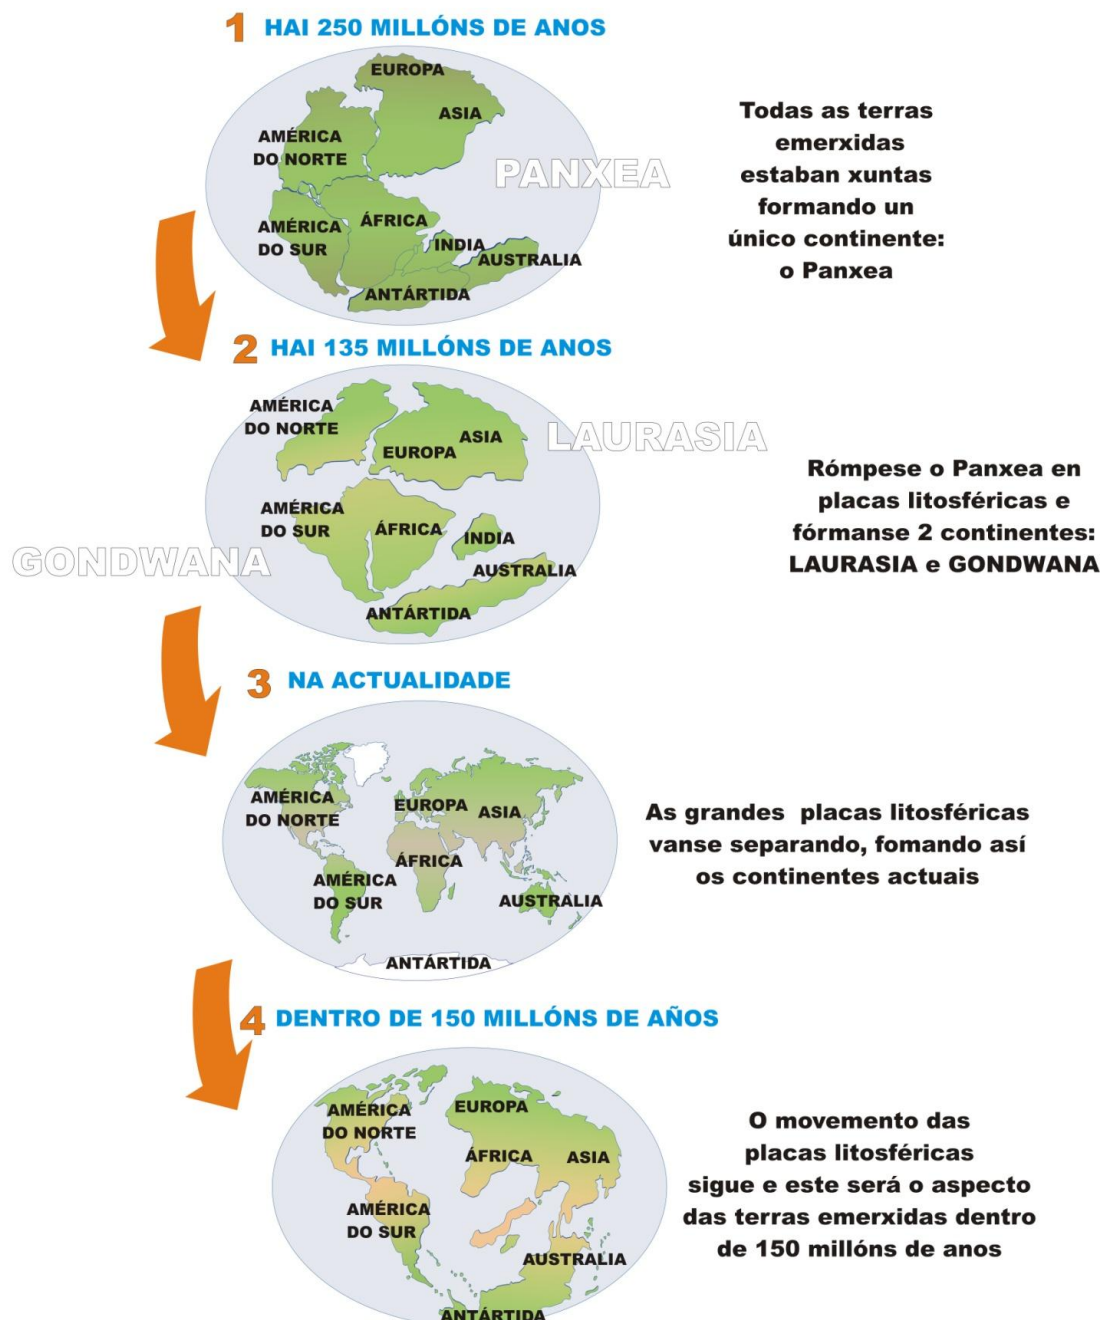 1 HAI 250 MILLÓNS DE ANOS
EUROPA
ASIA
AMÉRICA
DO NORTE
PANXEA
ÁFRICA
AMÉRICA
DO SUR
INDIA
AUSTRALIA
ANTÁRTIDA
Todas as terras
emerxidas
estaban xuntas
formando un
único continente:
o Panxea
2 HAI 135 MILLÓNS DE ANOS
AMÉRICA
DO NORTE
EUROPA
ASIA
LAURASIA
AMÉRICA
DO SUR
ÁFRICA
INDIA
GONDWANA
AUSTRALIA
ANTÁRTIDA
Rómpese o Panxea en
placas litosféricas e
fórmanse 2 continentes:
LAURASIA e GONDWANA
3 NA ACTUALIDADE
AMÉRICA
DO NORTE
EUROPA
ASIA
ÁFRICA
AMÉRICA
DO SUR
AUSTRALIA
ANTÁRTIDA
As grandes placas litosféricas
vanse separando, fomando así
os continentes actuais
4 DENTRO DE 150 MILLÓNS DE AÑOS
AMÉRICA
DO NORTE
EUROPA
ÁFRICA
ASIA
AMÉRICA
DO SUR
AUSTRALIA
ANTÁRTIDA
O movemento das
placas litosféricas
sigue e este será o aspecto
das terras emerxidas dentro
de 150 millóns de anos